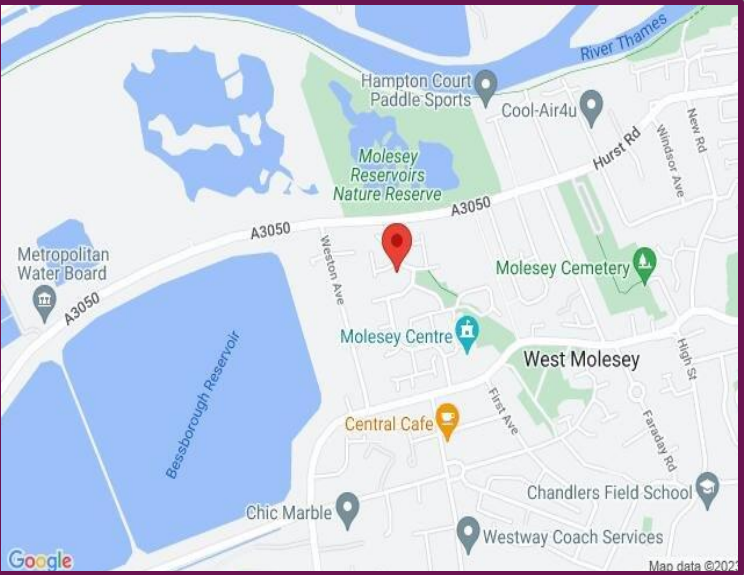 River Thames
Hampton Court
Paddle Sports
Cool-Air4u
New Rd
Windsor Ave
Hurst Rd
Molesey
Reservoirs
Nature Reserve
A3050
A3050
Weston Ave
Metropolitan
Water Board
A3050
Molesey Cemetery
Bessborough Reservoir
Molesey Centre
West Molesey
High St
First Ave
Central Cafe
Faraday Rd
Chandlers Field School
Chic Marble
Westway Coach Services
Google
Map data ©2023